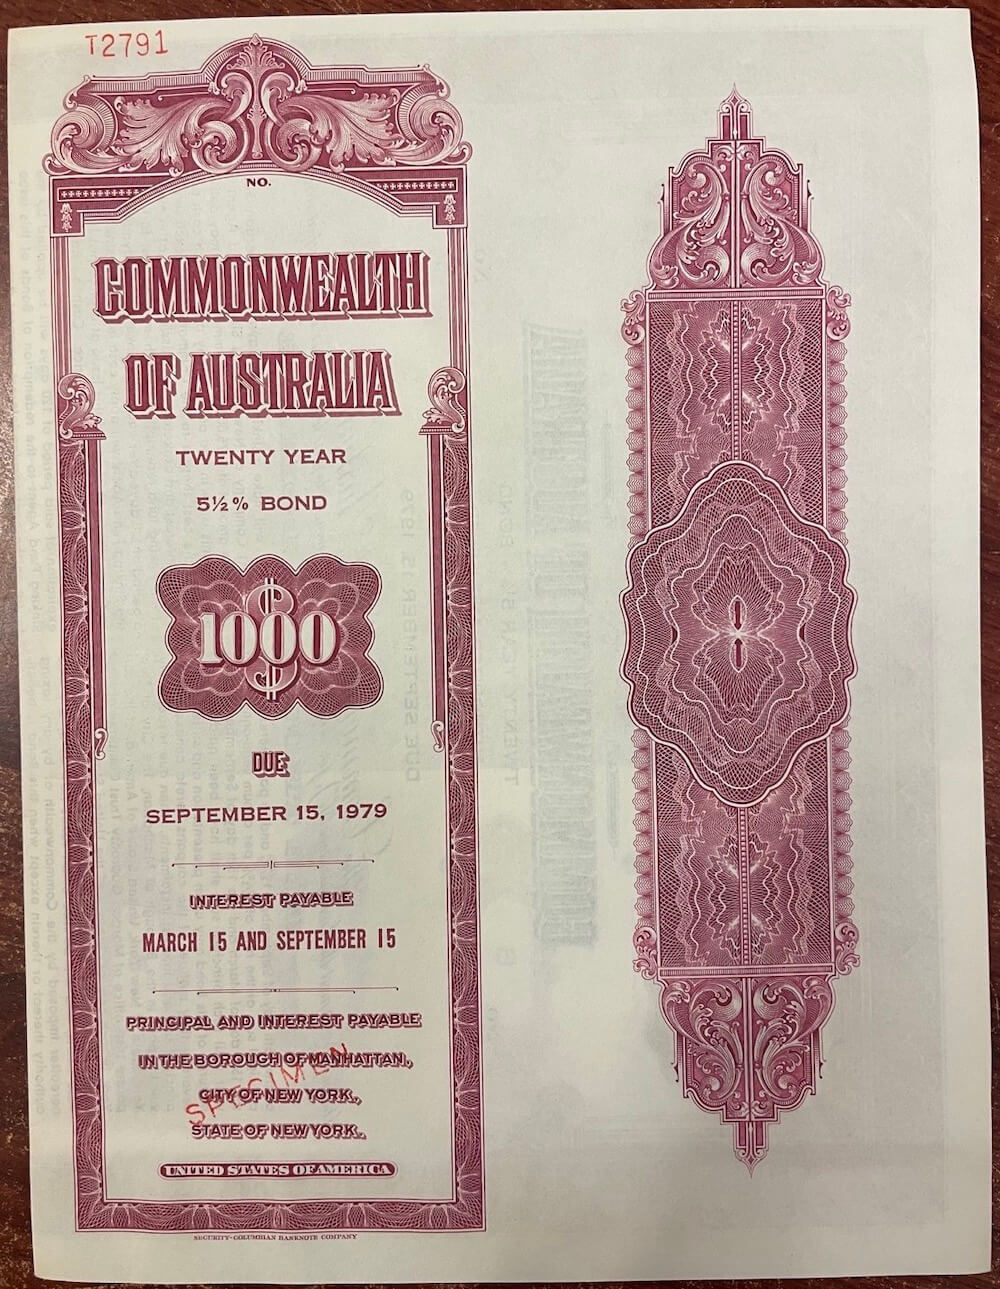 T2791
NO.
COMMONWEALTH
OF AUSTRALIA
TWENTY YEAR
5½% BOND
$1000
DUE
SEPTEMBER 15, 1979
INTEREST PAYABLE
MARCH 15 AND SEPTEMBER 15
PRINCIPAL AND INTEREST PAYABLE
IN THE BOROUGH OF MANHATTAN,
CITY OF NEW YORK,
STATE OF NEW YORK.
SPECIMEN
UNITED STATES OF AMERICA
SECURITY-COLUMBIAN BANKNOTE COMPANY